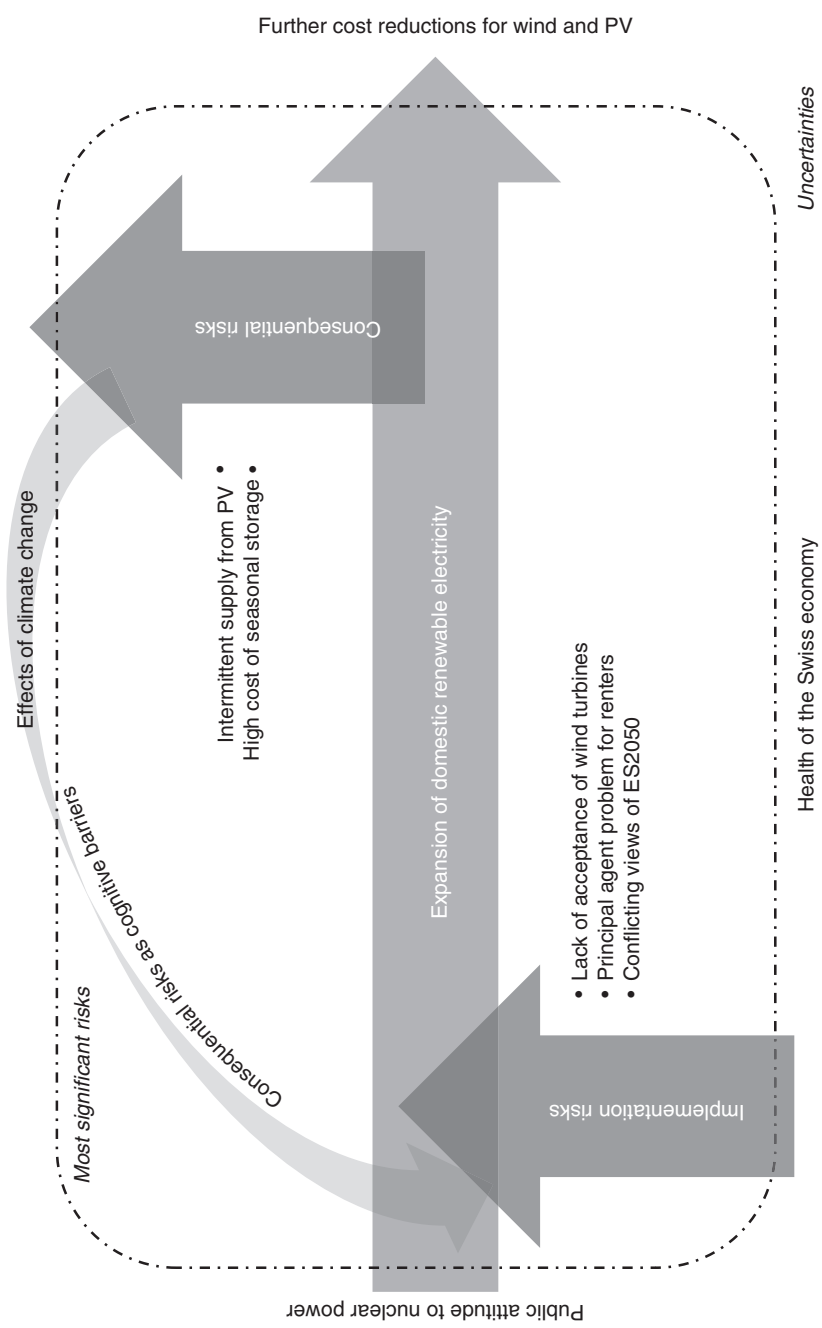 Effects of climate change
Most significant risks
Consequential risks as cognitive barriers
Consequential risks
Intermittent supply from PV •
High cost of seasonal storage •
Public attitude to nuclear power
Expansion of domestic renewable electricity
Further cost reductions for wind and PV
• Lack of acceptance of wind turbines
• Principal agent problem for renters
• Conflicting views of ES2050
Implementation risks
Health of the Swiss economy
Uncertainties